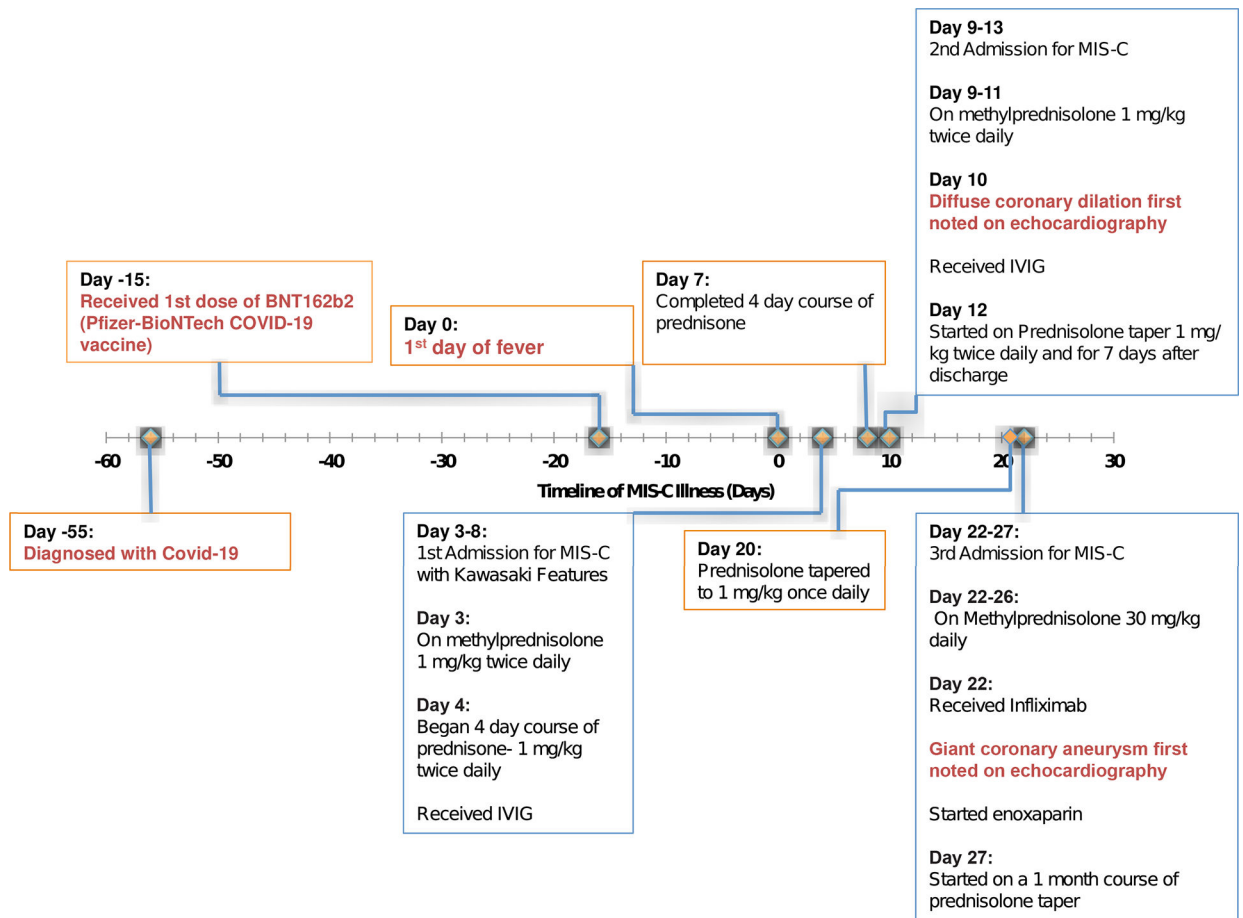 Day 9-13
2nd Admission for MIS-C
Day 9-11
On methylprednisolone 1 mg/kg
twice daily
Day 10
Diffuse coronary dilation first
noted on echocardiography
Received IVIG
Day 12
Started on Prednisolone taper 1 mg/
kg twice daily and for 7 days after
discharge
Day -15:
Received 1st dose of BNT162b2
(Pfizer-BioNTech COVID-19
vaccine)
Day 0:
1st day of fever
Day 7:
Completed 4 day course of
prednisone
-60 -50 -40 -30 -20 -10 0 10 20 30
Timeline of MIS-C Illness (Days)
Day -55:
Diagnosed with Covid-19
Day 3-8:
1st Admission for MIS-C
with Kawasaki Features
Day 3:
On methylprednisolone
1 mg/kg twice daily
Day 4:
Began 4 day course of
prednisone- 1 mg/kg
twice daily
Received IVIG
Day 20:
Prednisolone tapered
to 1 mg/kg once daily
Day 22-27:
3rd Admission for MIS-C
Day 22-26:
On Methylprednisolone 30 mg/kg
daily
Day 22:
Received Infliximab
Giant coronary aneurysm first
noted on echocardiography
Started enoxaparin
Day 27:
Started on a 1 month course of
prednisolone taper